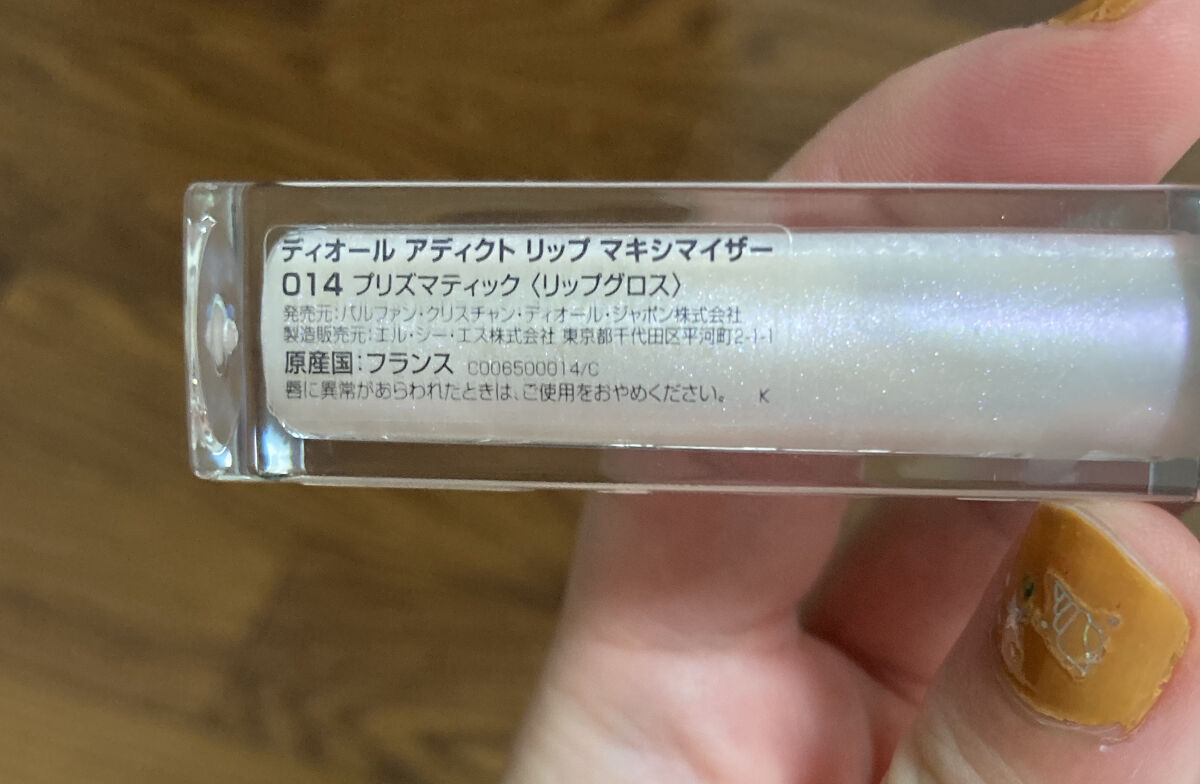 ディオール アディクト リップ マキシマイザー
014 プリズマティック〈リップグロス〉
発売元：パルファン・クリスチャン・ディオール・ジャポン株式会社
製造販売元：エル・シー・エス株式会社 東京都千代田区平河町2-1-1
原産国：フランス C006500014/C
唇に異常があらわれたときは、ご使用をおやめください。 K